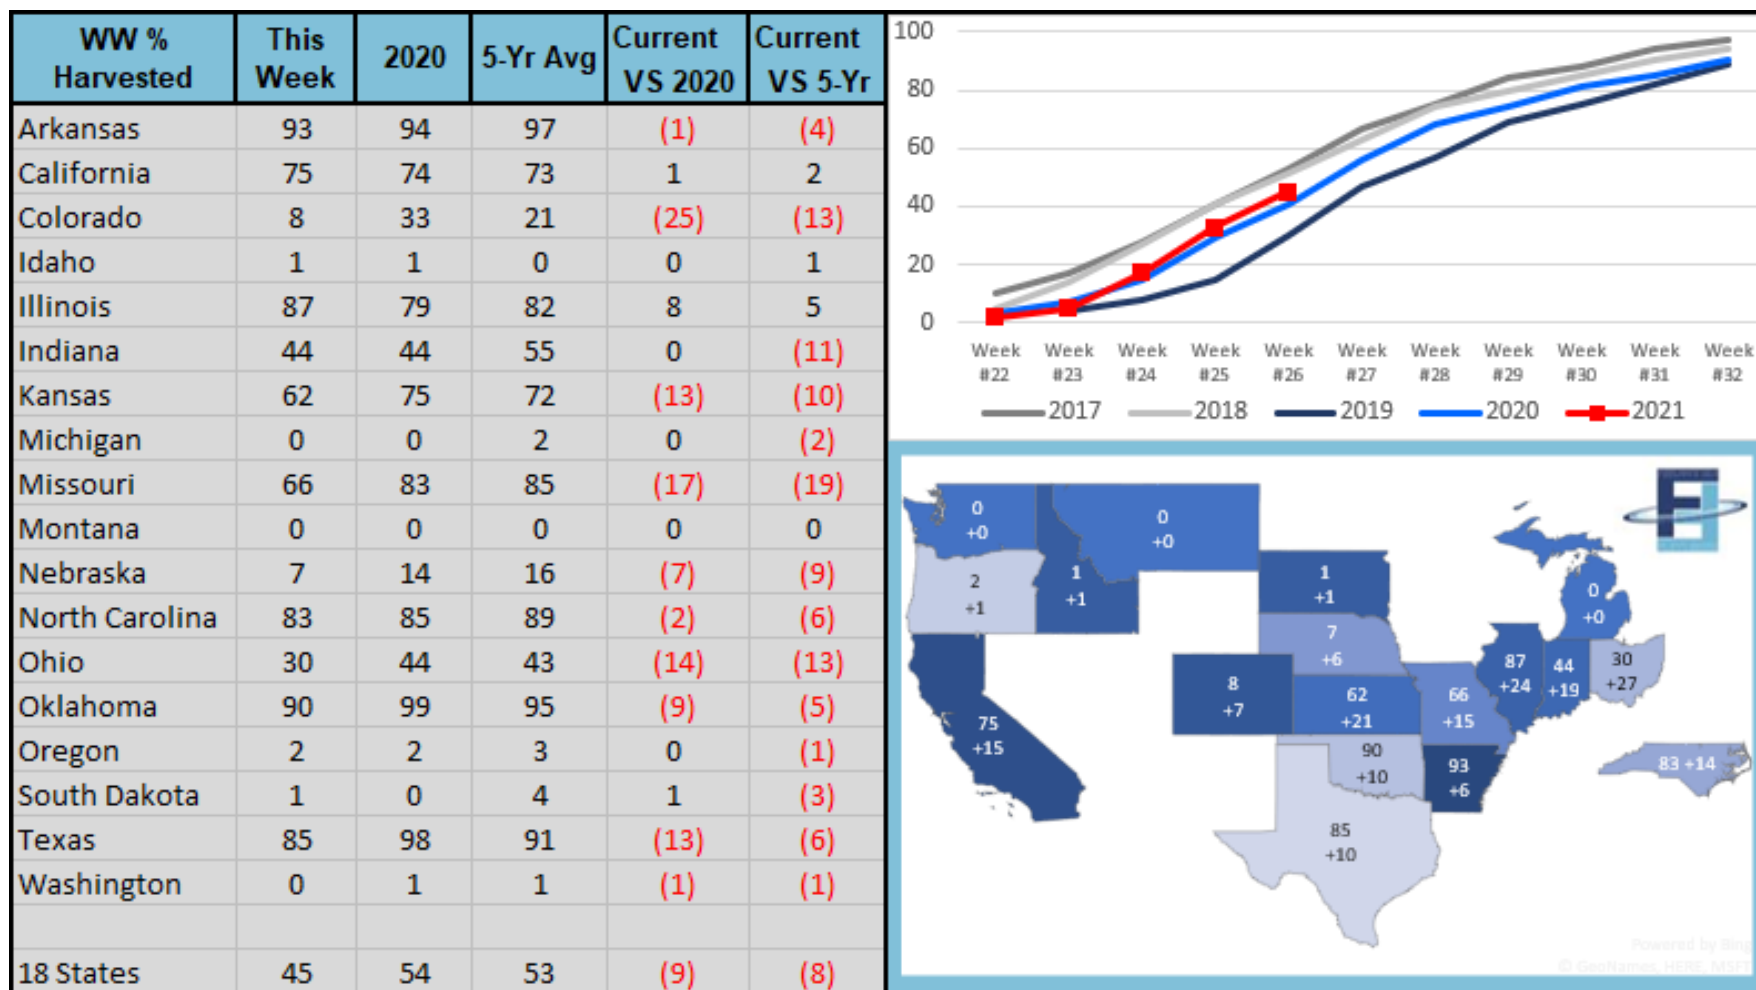 WW % Harvested This Week 2020 5-Yr Avg Current VS 2020 Current VS 5-Yr
Arkansas 93 94 97 (1) (4)
California 75 74 73 1 2
Colorado 8 33 21 (25) (13)
Idaho 1 1 0 0 1
Illinois 87 79 82 8 5
Indiana 44 44 55 0 (11)
Kansas 62 75 72 (13) (10)
Michigan 0 0 2 0 (2)
Missouri 66 83 85 (17) (19)
Montana 0 0 0 0 0
Nebraska 7 14 16 (7) (9)
North Carolina 83 85 89 (2) (6)
Ohio 30 44 43 (14) (13)
Oklahoma 90 99 95 (9) (5)
Oregon 2 2 3 0 (1)
South Dakota 1 0 4 1 (3)
Texas 85 98 91 (13) (6)
Washington 0 1 1 (1) (1)
18 States 45 54 53 (9) (8)
100
80
60
40
20
0
Week Week Week Week Week Week Week Week Week Week Week
#22 #23 #24 #25 #26 #27 #28 #29 #30 #31 #32
2017 2018 2019 2020 2021
0
+0
0
+0
2
+1
1
+1
1
+1
0
+0
7
+6
87
+24
44
+19
30
+27
8
+7
62
+21
66
+15
75
+15
90
+10
93
+6
83 +14
85
+10
Powered by Bing
© GeoNames, HERE, MSFT